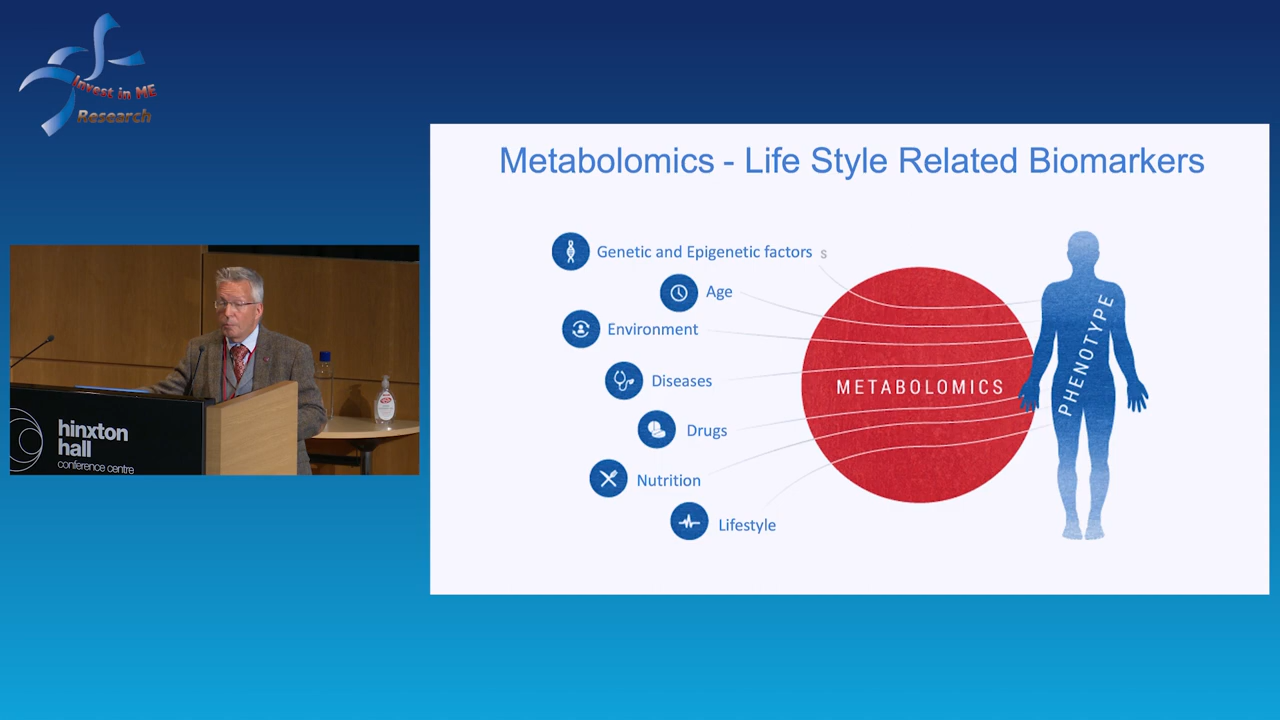 Invest in ME
Research
Metabolomics - Life Style Related Biomarkers
Genetic and Epigenetic factors s
Age
Environment
Diseases
Drugs
Nutrition
Lifestyle
METABOLOMICS
PHENOTYPE
hinxton
hall
conference centre